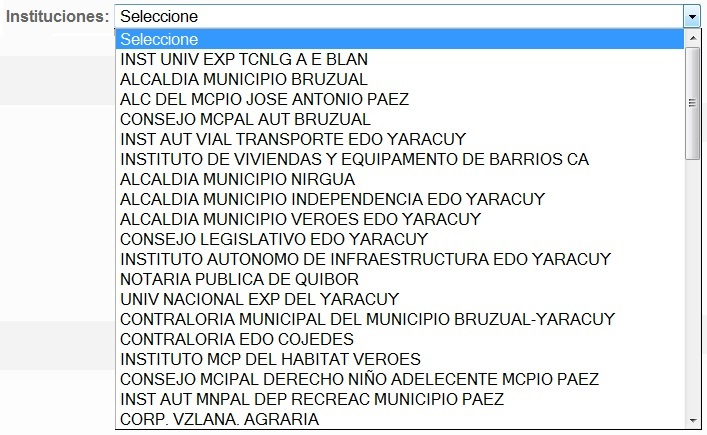 Instituciones: Seleccione
Seleccione
INST UNIV EXP TCNLG A E BLAN
ALCALDIA MUNICIPIO BRUZUAL
ALC DEL MCPIO JOSE ANTONIO PAEZ
CONSEJO MCPAL AUT BRUZUAL
INST AUT VIAL TRANSPORTE EDO YARACUY
INSTITUTO DE VIVIENDAS Y EQUIPAMENTO DE BARRIOS CA
ALCALDIA MUNICIPIO NIRGUA
ALCALDIA MUNICIPIO INDEPENDENCIA EDO YARACUY
ALCALDIA MUNICIPIO VEROES EDO YARACUY
CONSEJO LEGISLATIVO EDO YARACUY
INSTITUTO AUTONOMO DE INFRAESTRUCTURA EDO YARACUY
NOTARIA PUBLICA DE QUIBOR
UNIV NACIONAL EXP DEL YARACUY
CONTRALORIA MUNICIPAL DEL MUNICIPIO BRUZUAL-YARACUY
CONTRALORIA EDO COJEDES
INSTITUTO MCP DEL HABITAT VEROES
CONSEJO MCIPAL DERECHO NIÑO ADELECENTE MCPIO PAEZ
INST AUT MNPAL DEP RECREAC MUNICIPIO PAEZ
CORP. VZLANA. AGRARIA